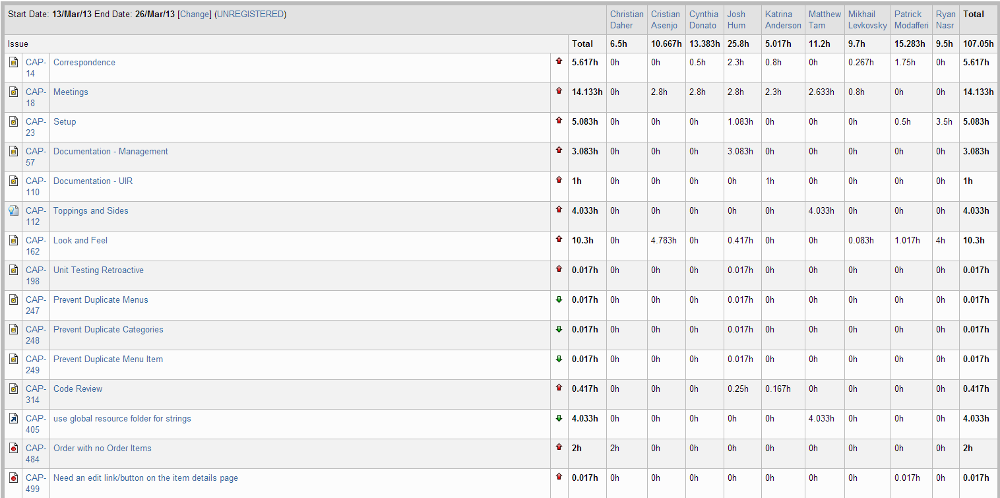 Start Date: 13/Mar/13 End Date: 26/Mar/13 [Change] (UNREGISTERED) Christian Daher Cristian Asenjo Cynthia Donato Josh Hum Katrina Anderson Matthew Tam Mikhail Levkovsky Patrick Modafferi Ryan Nasr Total
Issue Total 6.5h 10.667h 13.383h 25.8h 5.017h 11.2h 9.7h 15.283h 9.5h 107.05h
CAP-14 Correspondence 5.617h 0h 0h 0.5h 2.3h 0.8h 0h 0.267h 1.75h 0h 5.617h
CAP-18 Meetings 14.133h 0h 2.8h 2.8h 2.8h 2.3h 2.633h 0.8h 0h 0h 14.133h
CAP-23 Setup 5.083h 0h 0h 0h 1.083h 0h 0h 0h 0.5h 3.5h 5.083h
CAP-57 Documentation - Management 3.083h 0h 0h 0h 3.083h 0h 0h 0h 0h 0h 3.083h
CAP-110 Documentation - UIR 1h 0h 0h 0h 0h 1h 0h 0h 0h 0h 1h
CAP-112 Toppings and Sides 4.033h 0h 0h 0h 0h 0h 4.033h 0h 0h 0h 4.033h
CAP-162 Look and Feel 10.3h 0h 4.783h 0h 0.417h 0h 0h 0.083h 1.017h 4h 10.3h
CAP-198 Unit Testing Retroactive 0.017h 0h 0h 0h 0.017h 0h 0h 0h 0h 0h 0.017h
CAP-247 Prevent Duplicate Menus 0.017h 0h 0h 0h 0.017h 0h 0h 0h 0h 0h 0.017h
CAP-248 Prevent Duplicate Categories 0.017h 0h 0h 0h 0.017h 0h 0h 0h 0h 0h 0.017h
CAP-249 Prevent Duplicate Menu Item 0.017h 0h 0h 0h 0.017h 0h 0h 0h 0h 0h 0.017h
CAP-314 Code Review 0.417h 0h 0h 0h 0.25h 0.167h 0h 0h 0h 0h 0.417h
CAP-405 use global resource folder for strings 4.033h 0h 0h 0h 0h 0h 4.033h 0h 0h 0h 4.033h
CAP-484 Order with no Order Items 2h 2h 0h 0h 0h 0h 0h 0h 0h 0h 2h
CAP-499 Need an edit link/button on the item details page 0.017h 0h 0h 0h 0h 0h 0h 0h 0.017h 0h 0.017h